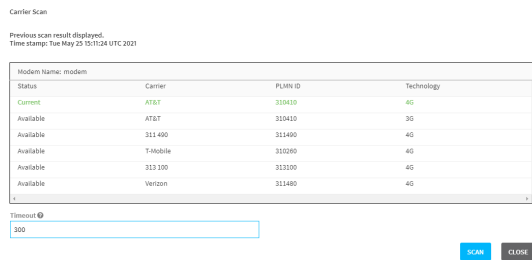 Carrier Scan
Previous scan result displayed.
Time stamp: Tue May 25 15:11:24 UTC 2021
Modem Name: modem
Status Carrier PLMN ID Technology
Current AT&T 310410 4G
Available AT&T 310410 3G
Available 311 490 311490 4G
Available T-Mobile 310260 4G
Available 313 100 313100 4G
Available Verizon 311480 4G
Timeout
300
SCAN CLOSE